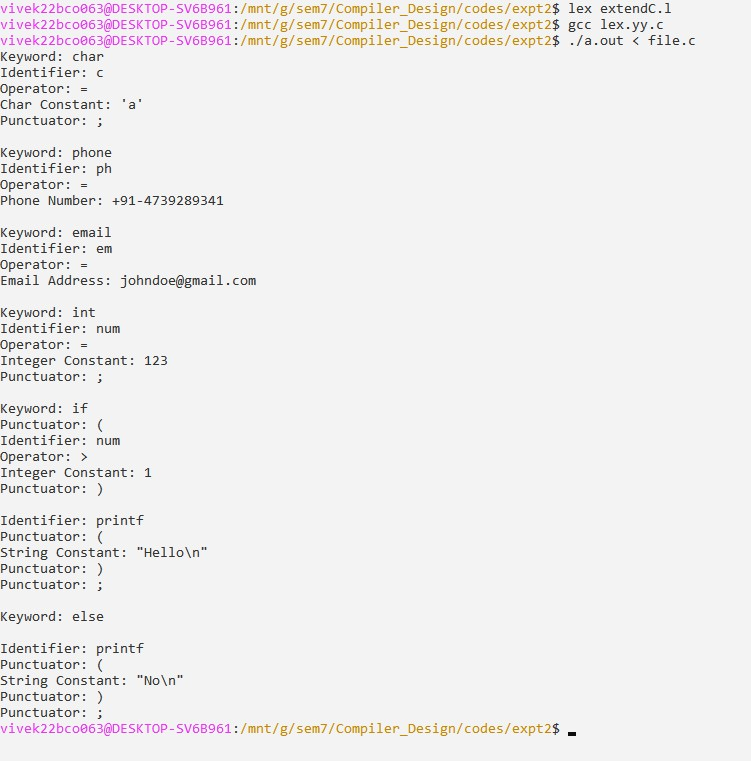 vivek22bco063@DESKTOP-SV6B961:/mnt/g/sem7/Compiler_Design/codes/expt2$ lex extendC.l
vivek22bco063@DESKTOP-SV6B961:/mnt/g/sem7/Compiler_Design/codes/expt2$ gcc lex.yy.c
vivek22bco063@DESKTOP-SV6B961:/mnt/g/sem7/Compiler_Design/codes/expt2$ ./a.out < file.c
Keyword: char
Identifier: c
Operator: =
Char Constant: 'a'
Punctuator: ;
Keyword: phone
Identifier: ph
Operator: =
Phone Number: +91-4739289341
Keyword: email
Identifier: em
Operator: =
Email Address: johndoe@gmail.com
Keyword: int
Identifier: num
Operator: =
Integer Constant: 123
Punctuator: ;
Keyword: if
Punctuator: (
Identifier: num
Operator: >
Integer Constant: 1
Punctuator: )
Identifier: printf
Punctuator: (
String Constant: "Hello\n"
Punctuator: )
Punctuator: ;
Keyword: else
Identifier: printf
Punctuator: (
String Constant: "No\n"
Punctuator: )
Punctuator: ;
vivek22bco063@DESKTOP-SV6B961:/mnt/g/sem7/Compiler_Design/codes/expt2$